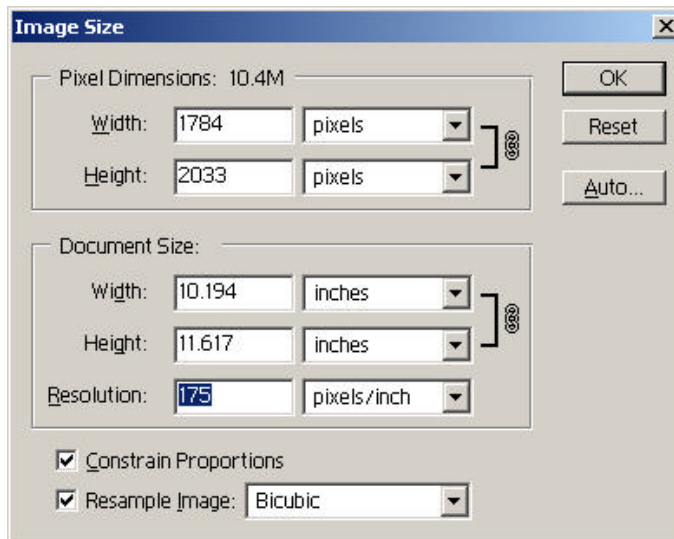 Image Size
Pixel Dimensions: 10.4M
OK
Width: 1784 pixels
Reset
Height: 2033 pixels
Auto...
Document Size:
Width: 10.194 inches
Height: 11.617 inches
Resolution: 175 pixels/inch
Constrain Proportions
Resample Image: Bicubic